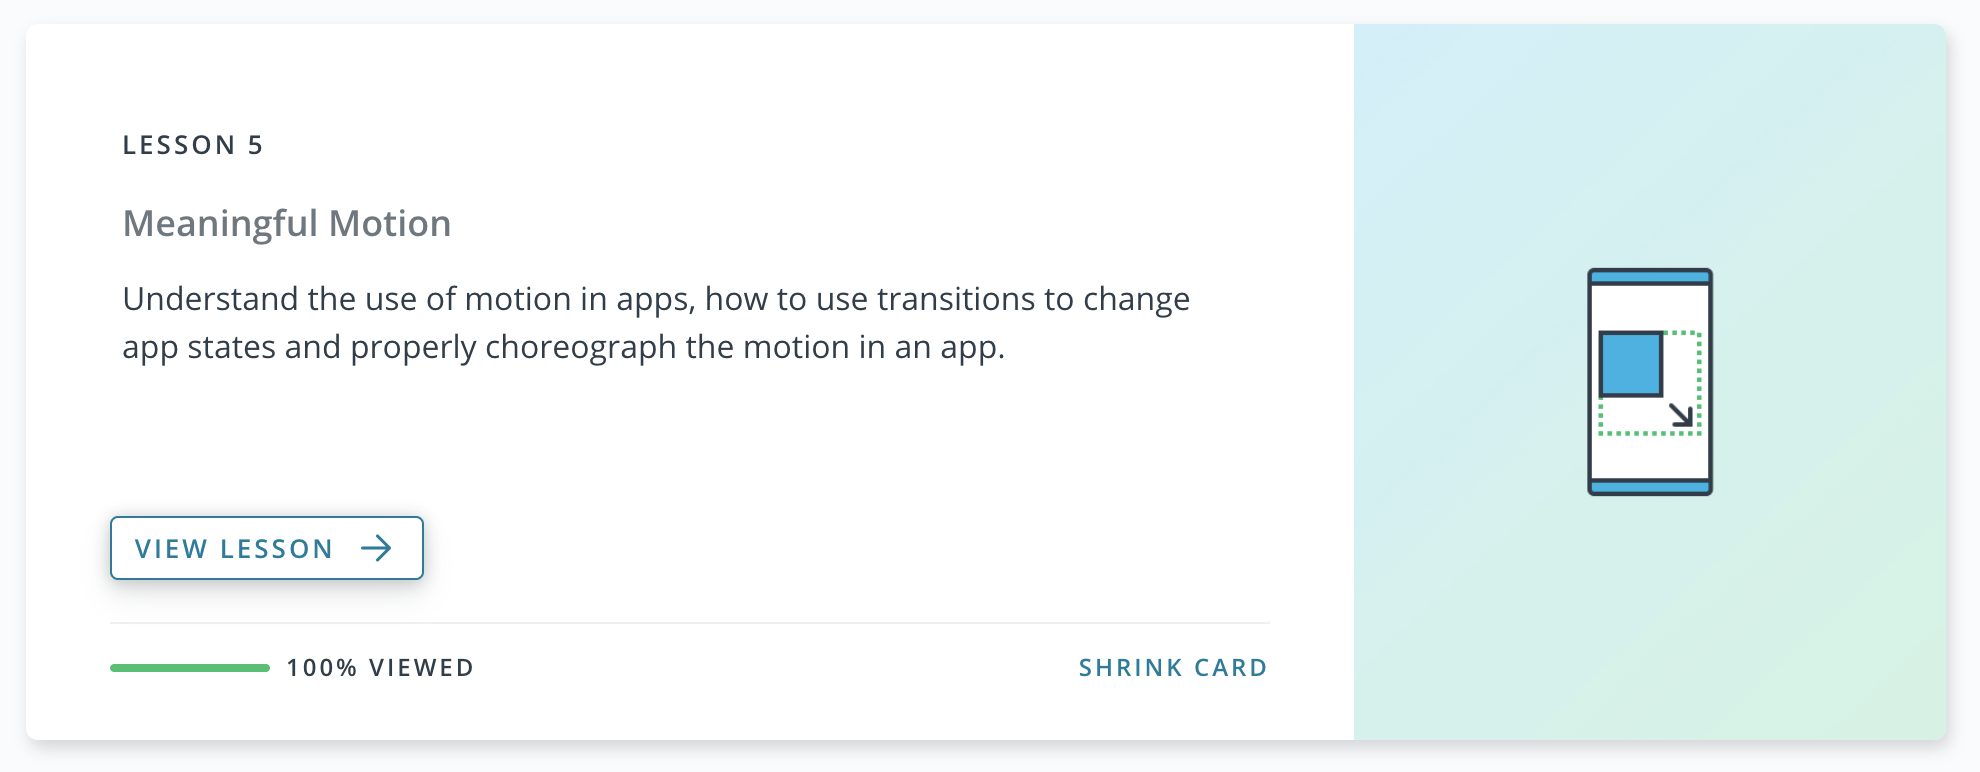 LESSON 5
Meaningful Motion
Understand the use of motion in apps, how to use transitions to change
app states and properly choreograph the motion in an app.
VIEW LESSON
100% VIEWED
SHRINK CARD